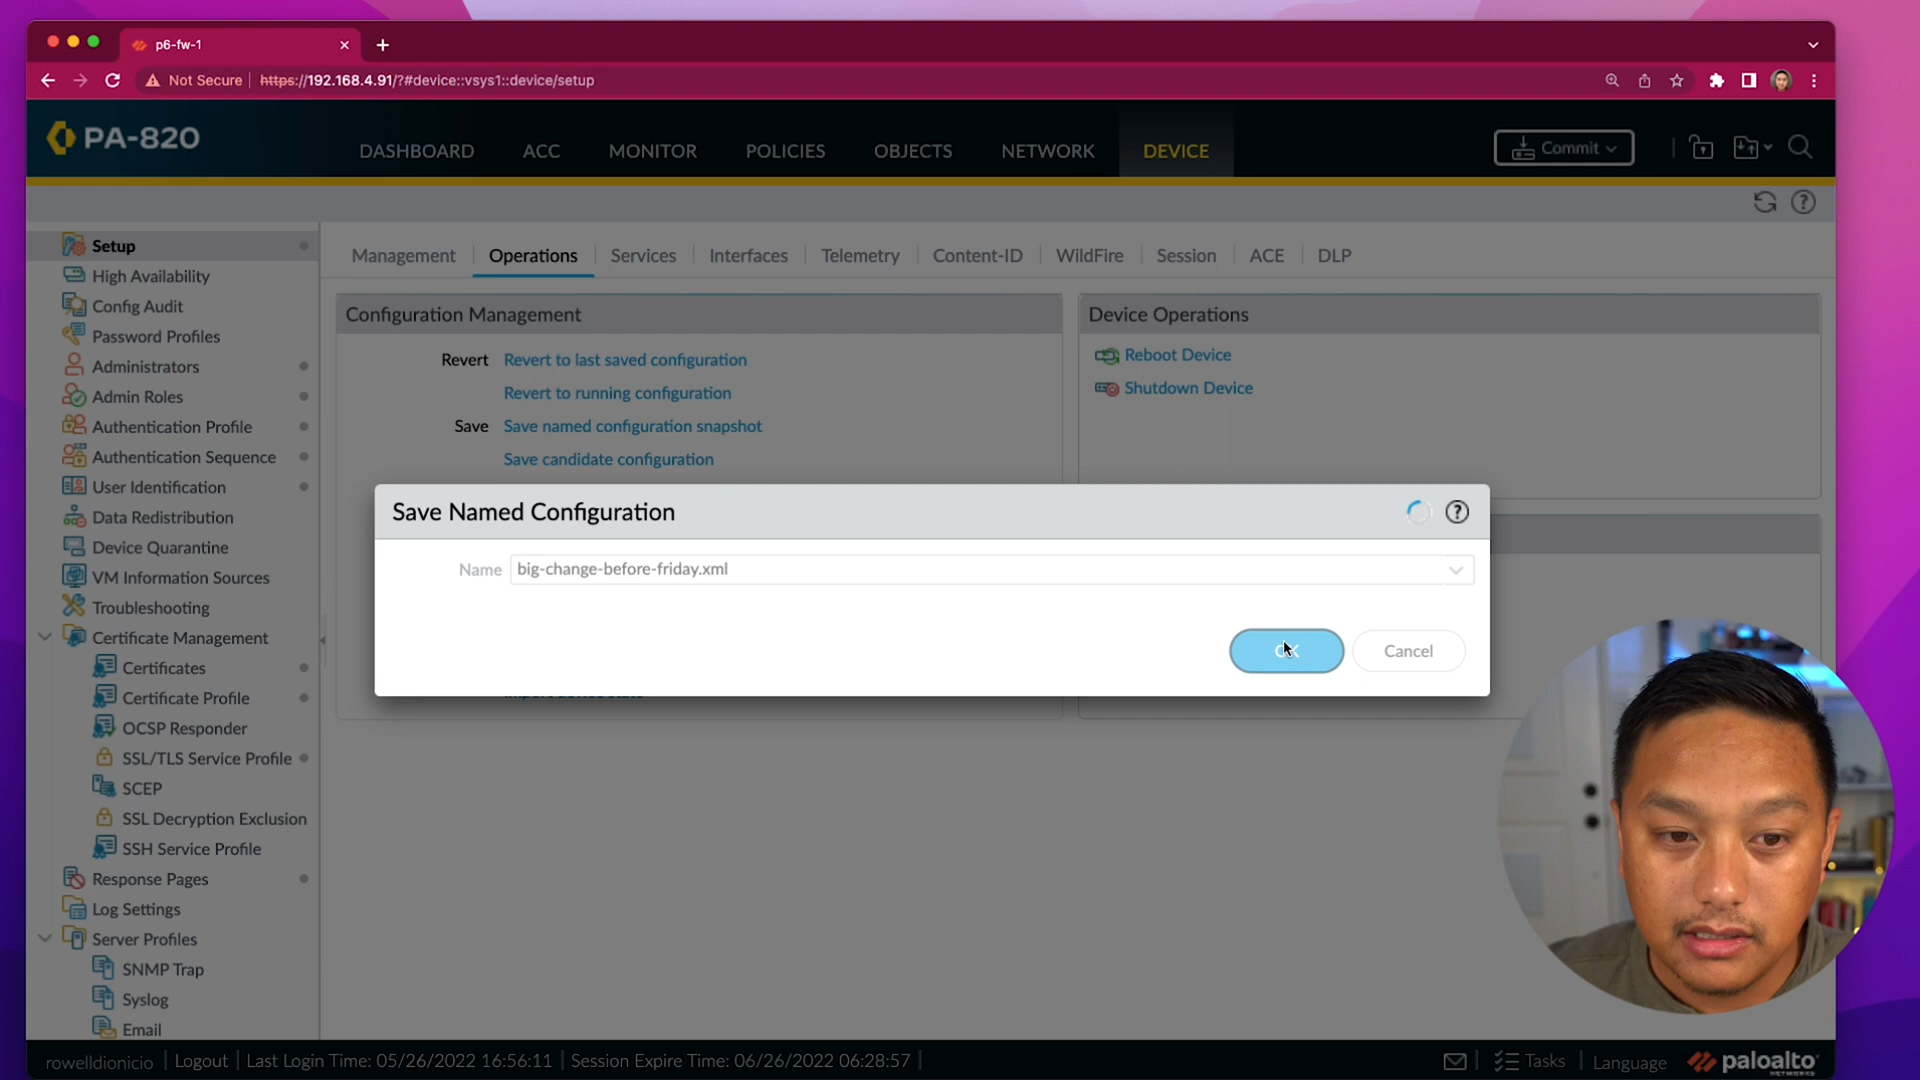 p6-fw-1
Not Secure https://192.168.4.91/?#device::vsys1::device/setup
PA-820
DASHBOARD ACC MONITOR POLICIES OBJECTS NETWORK DEVICE Commit
Setup
High Availability
Config Audit
Password Profiles
Administrators
Admin Roles
Authentication Profile
Authentication Sequence
User Identification
Data Redistribution
Device Quarantine
VM Information Sources
Troubleshooting
Certificate Management
Certificates
Certificate Profile
OCSP Responder
SSL/TLS Service Profile
SCEP
SSL Decryption Exclusion
SSH Service Profile
Response Pages
Log Settings
Server Profiles
SNMP Trap
Syslog
Email
Management Operations Services Interfaces Telemetry Content-ID WildFire Session ACE DLP
Configuration Management
Revert Revert to last saved configuration
Revert to running configuration
Save Save named configuration snapshot
Save candidate configuration
Device Operations
Reboot Device
Shutdown Device
Save Named Configuration
Name big-change-before-friday.xml
OK Cancel
rowelldionicio Logout Last Login Time: 05/26/2022 16:56:11 Session Expire Time: 06/26/2022 06:28:57 Tasks Language paloalto
NETWORKS